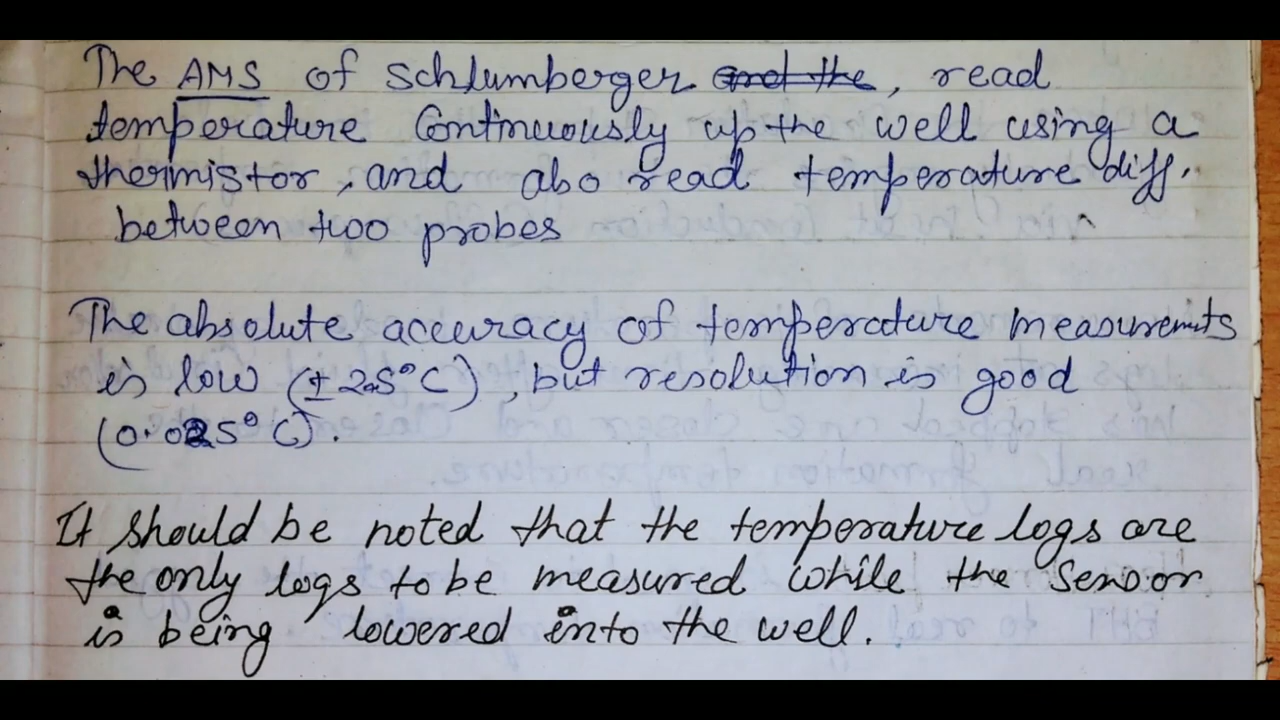 The AMS of Schlumberger and the, read
temperature Continuously up the well using a
thermistor, and also read temperature diff.
between two probes
The absolute accuracy of temperature measurements
is low (± 2.5°C), but resolution is good
(0.025°C).
It should be noted that the temperature logs are
the only logs to be measured while the sensor
is being lowered into the well.